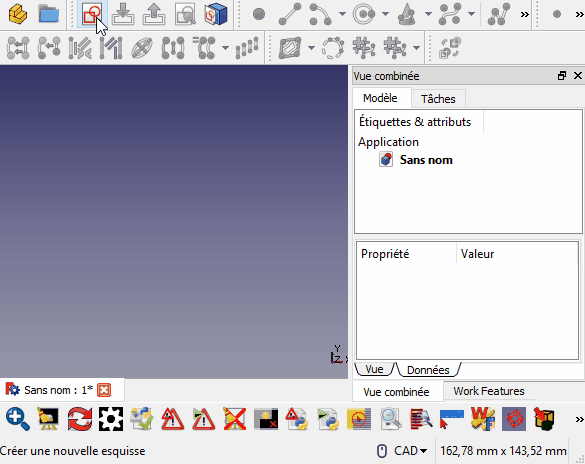 »
»
Vue combinée
Modèle
Tâches
Étiquettes & attributs
Application
Sans nom
Propriété
Valeur
Y
Z
x
Vue
Données
Sans nom : 1*
Vue combinée
Work Features
»
Créer une nouvelle esquisse
CAD
162,78 mm x 143,52 mm